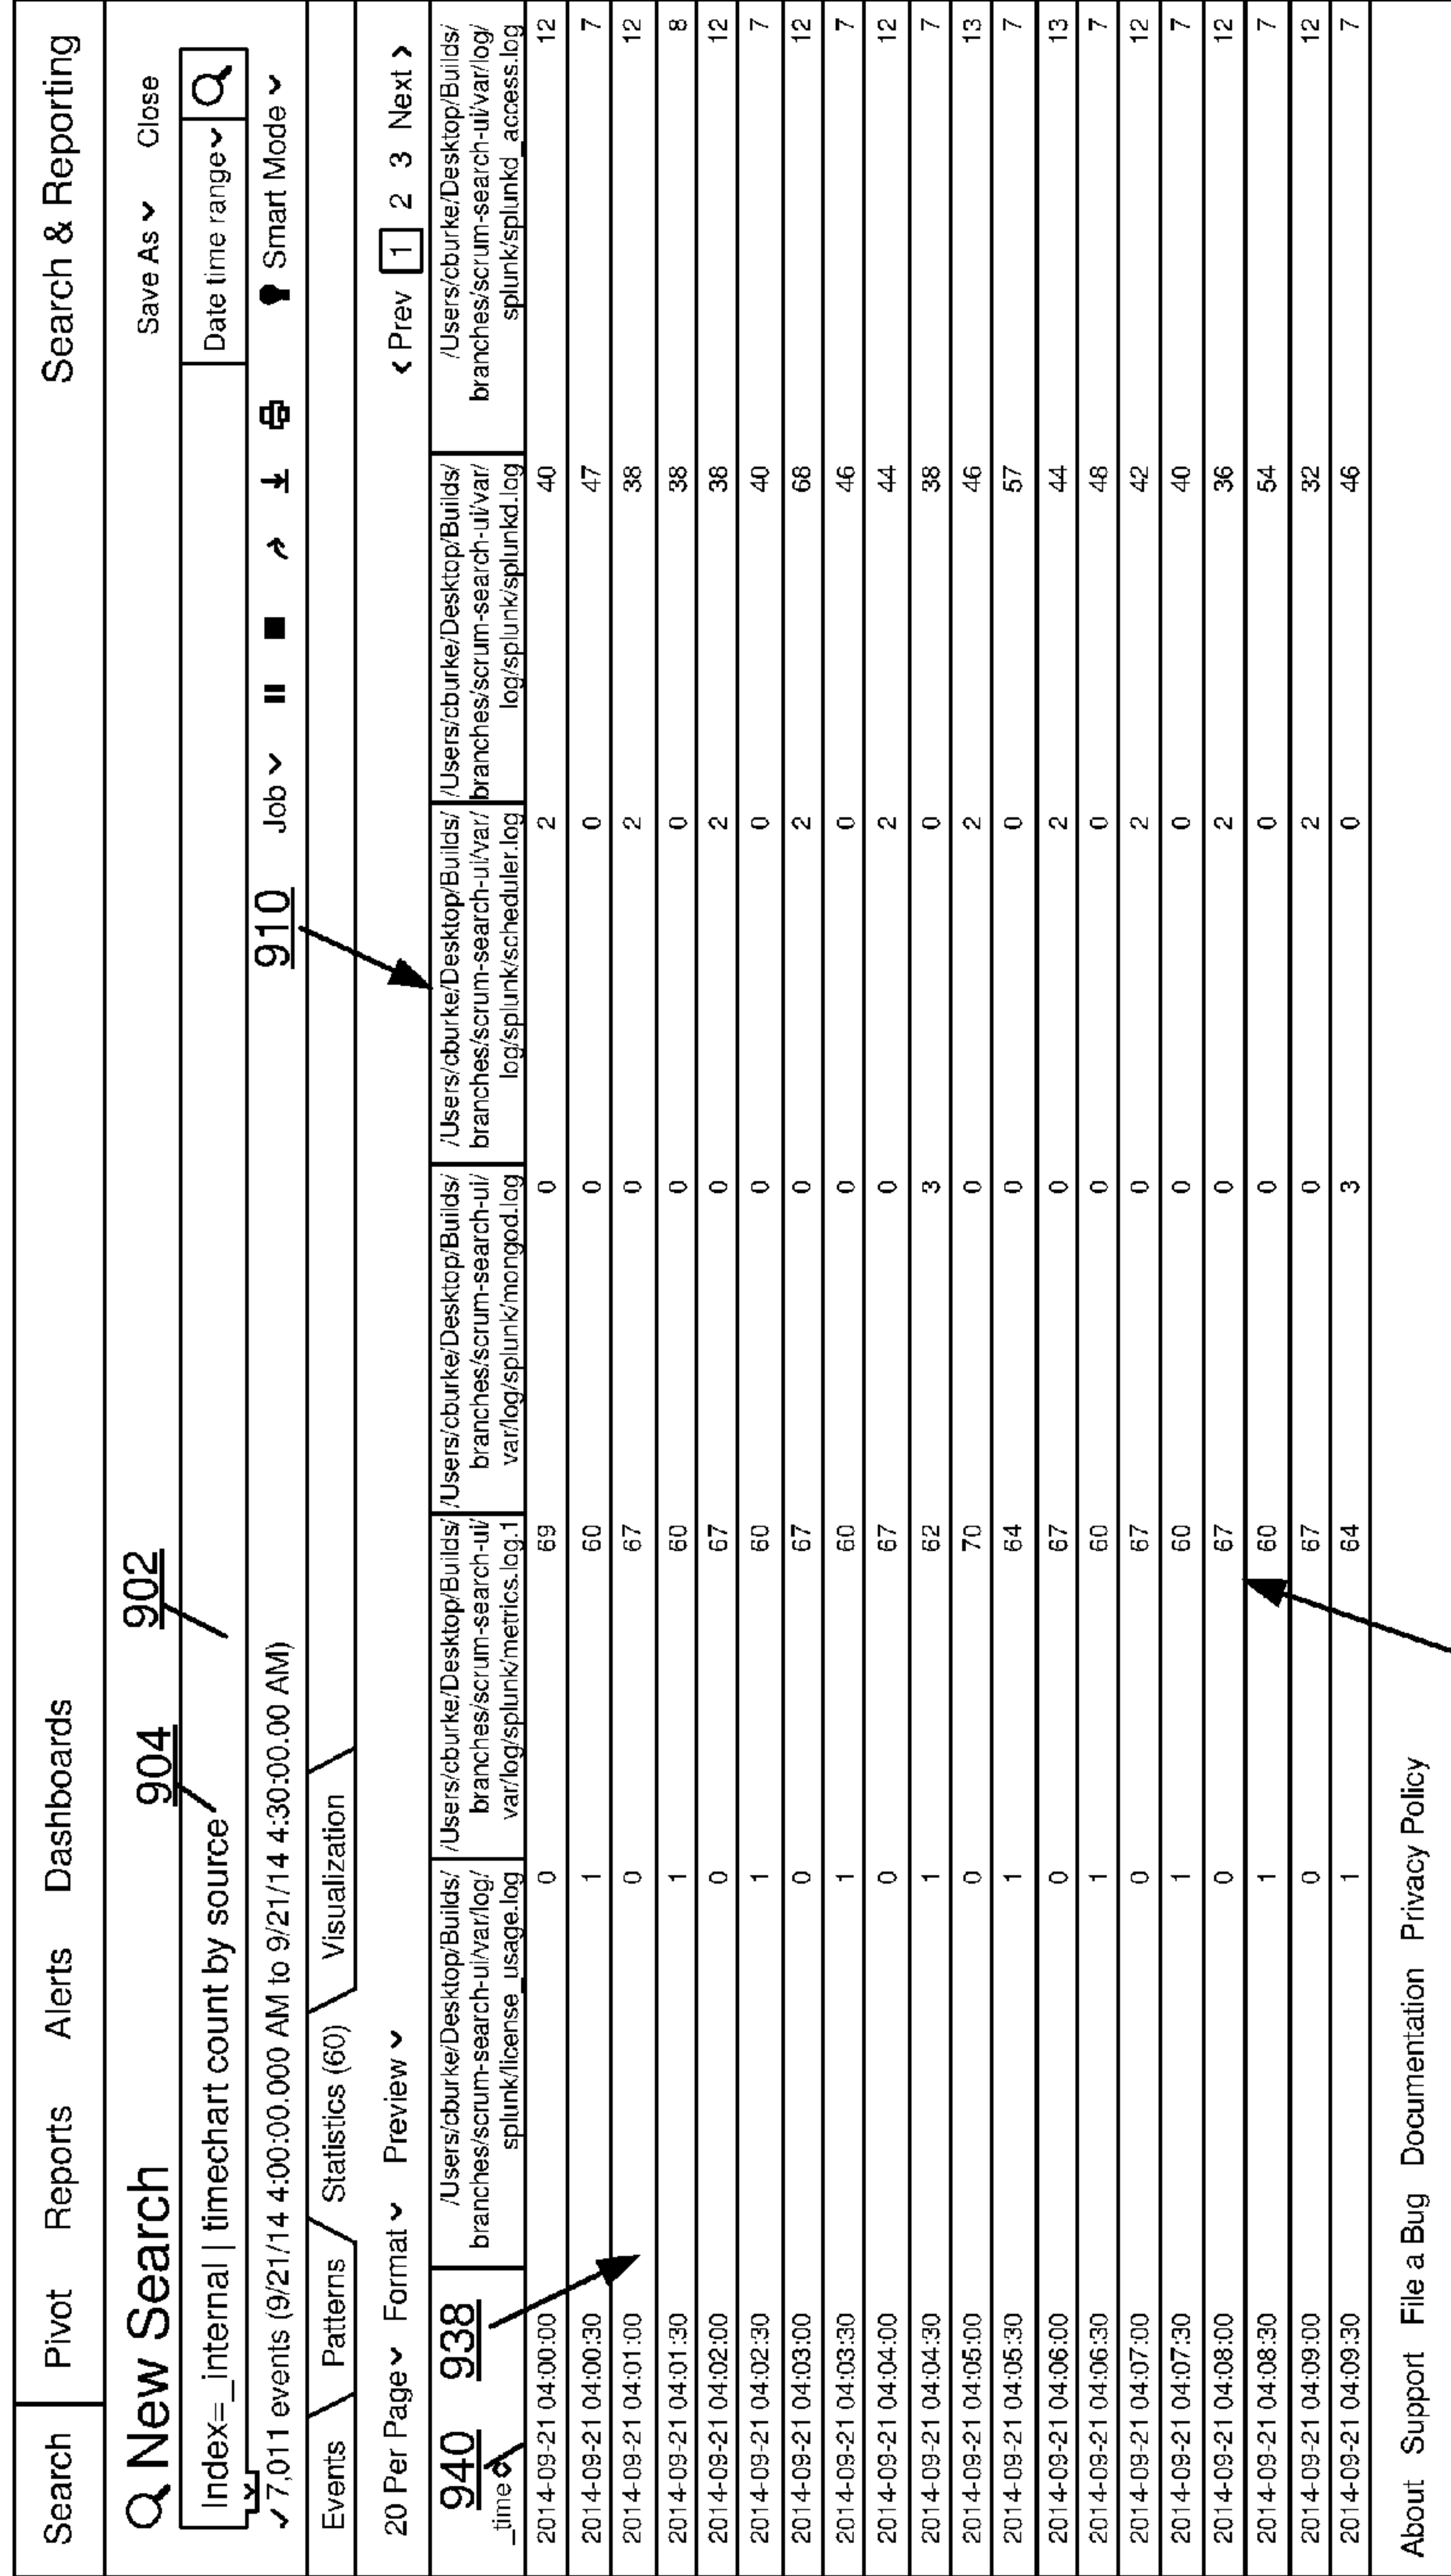 Search Pivot Reports Alerts Dashboards Search & Reporting
New Search 904 902 Save As Close
Index=_internal | timechart count by source Date time range
7,011 events (9/21/14 4:00:00.000 AM to 9/21/14 4:30:00.00 AM) 910 Job Smart Mode
Events Patterns Statistics (60) Visualization
20 Per Page Format Preview < Prev 1 2 3 Next >
940 938
/Users/cburke/Desktop/Builds/ /Users/cburke/Desktop/Builds/ /Users/cburke/Desktop/Builds/ /Users/cburke/Desktop/Builds/ /Users/cburke/Desktop/Builds/ /Users/cburke/Desktop/Builds/
branches/scrum-search-ui/var/log/ branches/scrum-search-ui/ branches/scrum-search-ui/ branches/scrum-search-ui/var/ branches/scrum-search-ui/var/ branches/scrum-search-ui/var/log/
_time splunk/license_usage.log var/log/splunk/metrics.log.1 var/log/splunk/mongod.log log/splunk/scheduler.log log/splunk/splunkd.log splunk/splunkd_access.log
2014-09-21 04:00:00 0 69 0 2 40 12
2014-09-21 04:00:30 1 60 0 0 47 7
2014-09-21 04:01:00 0 67 0 2 38 12
2014-09-21 04:01:30 1 60 0 0 38 8
2014-09-21 04:02:00 0 67 0 2 38 12
2014-09-21 04:02:30 1 60 0 0 40 7
2014-09-21 04:03:00 0 67 0 2 68 12
2014-09-21 04:03:30 1 60 0 0 46 7
2014-09-21 04:04:00 0 67 0 2 44 12
2014-09-21 04:04:30 1 62 3 0 38 7
2014-09-21 04:05:00 0 70 0 2 46 13
2014-09-21 04:05:30 1 64 0 0 57 7
2014-09-21 04:06:00 0 67 0 2 44 13
2014-09-21 04:06:30 1 60 0 0 48 7
2014-09-21 04:07:00 0 67 0 2 42 12
2014-09-21 04:07:30 1 60 0 0 40 7
2014-09-21 04:08:00 0 67 0 2 36 12
2014-09-21 04:08:30 1 60 0 0 54 7
2014-09-21 04:09:00 0 67 0 2 32 12
2014-09-21 04:09:30 1 64 3 0 46 7
About Support File a Bug Documentation Privacy Policy